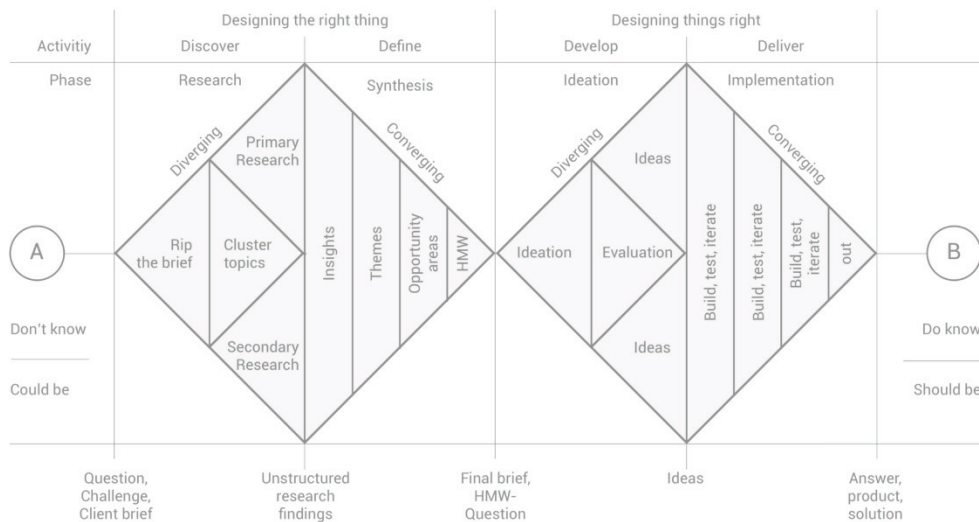 Designing the right thing
Designing things right
Activitiy
Discover
Define
Develop
Deliver
Phase
Research
Synthesis
Ideation
Implementation
Diverging
Primary
Research
Converging
Diverging
Ideas
Converging
A
Rip
the brief
Cluster
topics
Secondary
Research
Insights
Themes
Opportunity
areas
HMW
Ideation
Evaluation
Ideas
Build, test, iterate
Build, test, iterate
Build, test,
iterate
out
B
Don't know
Could be
Do know
Should be
Question,
Challenge,
Client brief
Unstructured
research
findings
Final brief,
HMW-
Question
Ideas
Answer,
product,
solution